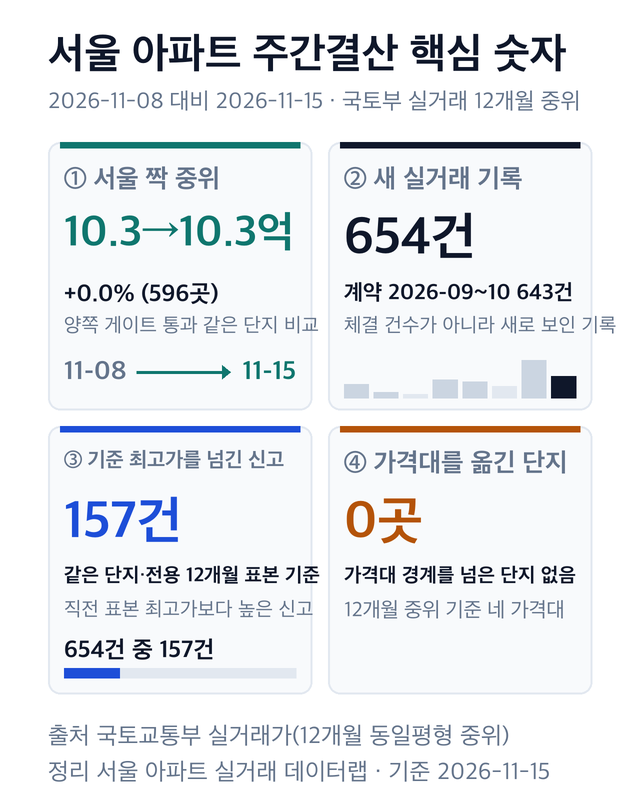 서울 아파트 주간결산 핵심 숫자
2026-11-08 대비 2026-11-15 · 국토부 실거래 12개월 중위
① 서울 짝 중위
10.3→10.3억
+0.0% (596곳)
양쪽 게이트 통과 같은 단지 비교
11-08 → 11-15
② 새 실거래 기록
654건
계약 2026-09~10 643건
체결 건수가 아니라 새로 보인 기록
③ 기준 최고가를 넘긴 신고
157건
같은 단지·전용 12개월 표본 기준
직전 표본 최고가보다 높은 신고
654건 중 157건
④ 가격대를 옮긴 단지
0곳
가격대 경계를 넘은 단지 없음
12개월 중위 기준 네 가격대
출처 국토교통부 실거래가(12개월 동일평형 중위)
정리 서울 아파트 실거래 데이터랩 · 기준 2026-11-15